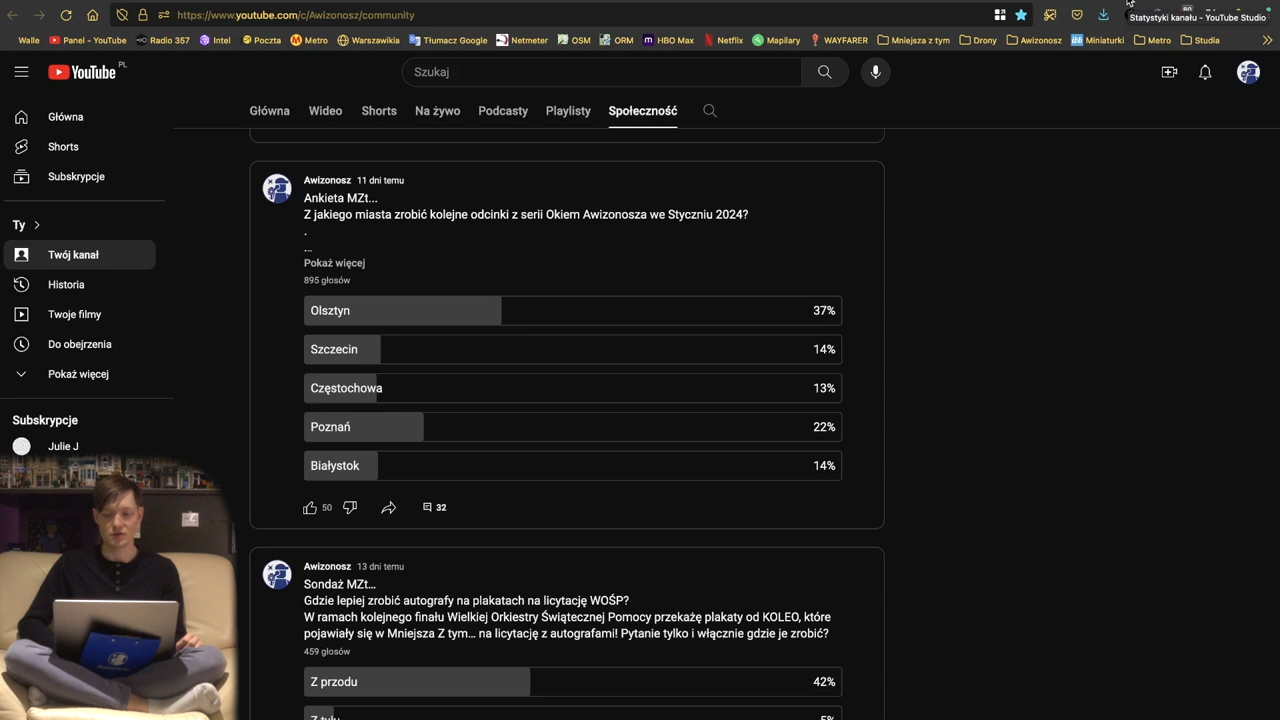 https://www.youtube.com/c/Awizonosz/community
Statystyki kanału - YouTube Studio
Walle
Panel - YouTube
Radio 357
Intel
Poczta
Metro
Warszawikia
Tłumacz Google
Netmeter
OSM
ORM
HBO Max
Netflix
Mapilary
WAYFARER
Mniejsza z tym
Drony
Awizonosz
Miniaturki
Metro
Studia
YouTube PL
Szukaj
Główna
Wideo
Shorts
Na żywo
Podcasty
Playlisty
Społeczność
Główna
Shorts
Subskrypcje
Ty
Twój kanał
Historia
Twoje filmy
Do obejrzenia
Pokaż więcej
Subskrypcje
Julie J
Awizonosz 11 dni temu
Ankieta MZt...
Z jakiego miasta zrobić kolejne odcinki z serii Okiem Awizonosza we Styczniu 2024?
.
...
Pokaż więcej
895 głosów
Olsztyn 37%
Szczecin 14%
Częstochowa 13%
Poznań 22%
Białystok 14%
50
32
Awizonosz 13 dni temu
Sondaż MZt...
Gdzie lepiej zrobić autografy na plakatach na licytację WOŚP?
W ramach kolejnego finału Wielkiej Orkiestry Świątecznej Pomocy przekażę plakaty od KOLEO, które
pojawiały się w Mniejsza Z tym... na licytację z autografami! Pytanie tylko i włącznie gdzie je zrobić?
459 głosów
Z przodu 42%
Z tyłu 5%